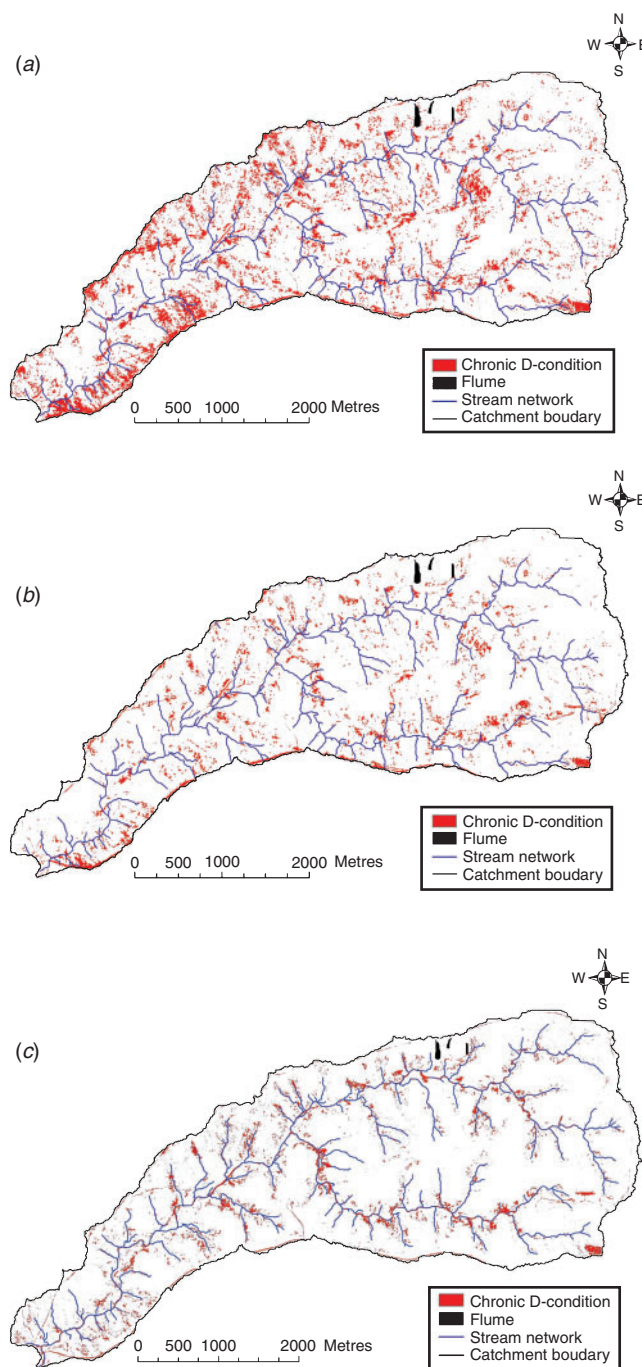 (a)
N
W E
S
Chronic D-condition
Flume
Stream network
Catchment boudary
0 500 1000 2000 Metres
(b)
N
W E
S
Chronic D-condition
Flume
Stream network
Catchment boudary
0 500 1000 2000 Metres
(c)
N
W E
S
Chronic D-condition
Flume
Stream network
Catchment boudary
0 500 1000 2000 Metres